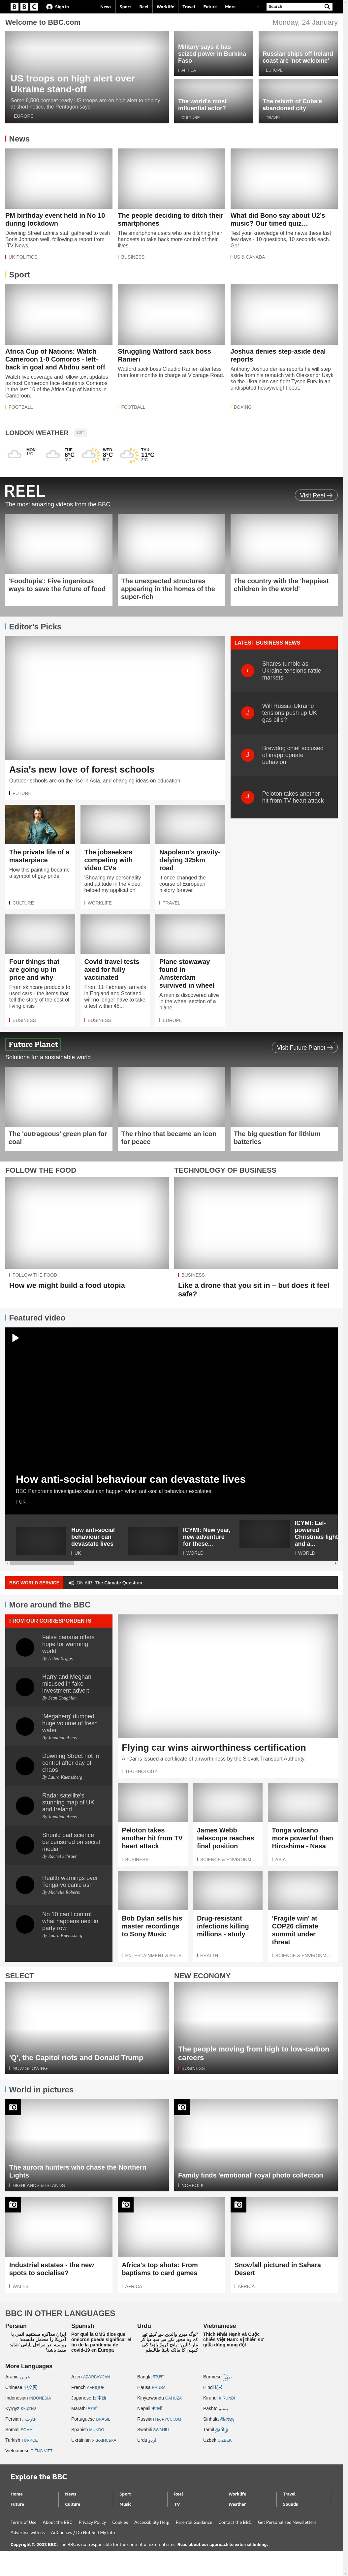 BBC
Sign in
News
Sport
Reel
Worklife
Travel
Future
More
Search
Welcome to BBC.com
Monday, 24 January
US troops on high alert over
Ukraine stand-off
Some 8,500 combat-ready US troops are on high alert to deploy
at short notice, the Pentagon says.
EUROPE
Military says it has
seized power in Burkina
Faso
AFRICA
Russian ships off Ireland
coast are 'not welcome'
EUROPE
The world's most
influential actor?
CULTURE
The rebirth of Cuba's
abandoned city
TRAVEL
News
PM birthday event held in No 10
during lockdown
Downing Street admits staff gathered to wish
Boris Johnson well, following a report from
ITV News.
UK POLITICS
The people deciding to ditch their
smartphones
The smartphone users who are ditching their
handsets to take back more control of their
lives.
BUSINESS
What did Bono say about U2's
music? Our timed quiz…
Test your knowledge of the news these last
few days - 10 questions. 10 seconds each.
Go!
US & CANADA
Sport
Africa Cup of Nations: Watch
Cameroon 1-0 Comoros - left-
back in goal and Abdou sent off
Watch live coverage and follow text updates
as host Cameroon face debutants Comoros
in the last 16 of the Africa Cup of Nations in
Cameroon.
FOOTBALL
Struggling Watford sack boss
Ranieri
Watford sack boss Claudio Ranieri after less
than four months in charge at Vicarage Road.
FOOTBALL
Joshua denies step-aside deal
reports
Anthony Joshua denies reports he will step
aside from his rematch with Oleksandr Usyk
so the Ukrainian can fight Tyson Fury in an
undisputed heavyweight bout.
BOXING
LONDON WEATHER
EDIT
MON
TUE
6°C
WED
8°C
THU
11°C
REEL
Visit Reel
The most amazing videos from the BBC
'Foodtopia': Five ingenious
ways to save the future of food
The unexpected structures
appearing in the homes of the
super-rich
The country with the 'happiest
children in the world'
Editor's Picks
Asia's new love of forest schools
Outdoor schools are on the rise in Asia, and changing ideas on education
FUTURE
LATEST BUSINESS NEWS
1
Shares tumble as
Ukraine tensions rattle
markets
2
Will Russia-Ukraine
tensions push up UK
gas bills?
3
Brewdog chief accused
of inappropriate
behaviour
4
Peloton takes another
hit from TV heart attack
The private life of a
masterpiece
How this painting became
a symbol of gay pride
CULTURE
The jobseekers
competing with
video CVs
'Showing my personality
and attitude in the video
helped my application'
WORKLIFE
Napoleon's gravity-
defying 325km
road
It once changed the
course of European
history forever
TRAVEL
Four things that
are going up in
price and why
From skincare products to
used cars - the items that
tell the story of the cost of
living crisis
BUSINESS
Covid travel tests
axed for fully
vaccinated
From 11 February, arrivals
in England and Scotland
will no longer have to take
a test within 48...
BUSINESS
Plane stowaway
found in
Amsterdam
survived in wheel
A man is discovered alive
in the wheel section of a
plane
EUROPE
Future Planet
Visit Future Planet
Solutions for a sustainable world
The 'outrageous' green plan for
coal
The rhino that became an icon
for peace
The big question for lithium
batteries
FOLLOW THE FOOD
FOLLOW THE FOOD
How we might build a food utopia
TECHNOLOGY OF BUSINESS
BUSINESS
Like a drone that you sit in – but does it feel
safe?
Featured video
How anti-social behaviour can devastate lives
BBC Panorama investigates what can happen when anti-social behaviour escalates.
UK
How anti-social
behaviour can
devastate lives
UK
ICYMI: New year,
new adventure
for these...
WORLD
ICYMI: Eel-
powered
Christmas light
and a...
WORLD
BBC WORLD SERVICE
ON AIR: The Climate Question
More around the BBC
FROM OUR CORRESPONDENTS
False banana offers
hope for warming
world
By Helen Briggs
Harry and Meghan
misused in fake
investment advert
By Sean Coughlan
'Megaberg' dumped
huge volume of fresh
water
By Jonathan Amos
Downing Street not in
control after day of
chaos
By Laura Kuenssberg
Radar satellite's
stunning map of UK
and Ireland
By Jonathan Amos
Should bad science
be censored on social
media?
By Rachel Schraer
Health warnings over
Tonga volcanic ash
By Michelle Roberts
No 10 can't control
what happens next in
party row
By Laura Kuenssberg
Flying car wins airworthiness certification
AirCar is issued a certificate of airworthiness by the Slovak Transport Authority.
TECHNOLOGY
Peloton takes
another hit from TV
heart attack
BUSINESS
James Webb
telescope reaches
final position
SCIENCE & ENVIRONM...
Tonga volcano
more powerful than
Hiroshima - Nasa
ASIA
Bob Dylan sells his
master recordings
to Sony Music
ENTERTAINMENT & ARTS
Drug-resistant
infections killing
millions - study
HEALTH
'Fragile win' at
COP26 climate
summit under
threat
SCIENCE & ENVIRONM...
SELECT
'Q', the Capitol riots and Donald Trump
NOW SHOWING
NEW ECONOMY
The people moving from high to low-carbon
careers
BUSINESS
World in pictures
The aurora hunters who chase the Northern
Lights
HIGHLANDS & ISLANDS
Family finds 'emotional' royal photo collection
NORFOLK
Industrial estates - the new
spots to socialise?
WALES
Africa's top shots: From
baptisms to card games
AFRICA
Snowfall pictured in Sahara
Desert
AFRICA
BBC IN OTHER LANGUAGES
Persian
Spanish
Por qué la OMS dice que
ómicron puede significar el
fin de la pandemia de
covid-19 en Europa
Urdu
Vietnamese
Thích Nhất Hạnh và Cuộc
chiến Việt Nam: Vị thiền sư
giữa dòng xung đột
More Languages
Arabic عربي
Azeri AZƏRBAYCAN
Bangla বাংলা
Burmese
Chinese 中文网
French AFRIQUE
Hausa HAUSA
Hindi हिन्दी
Indonesian INDONESIA
Japanese 日本語
Kinyarwanda GAHUZA
Kirundi KIRUNDI
Kyrgyz Кыргыз
Marathi मराठी
Nepali नेपाली
Pashto پښتو
Persian فارسی
Portuguese BRASIL
Russian НА РУССКОМ
Sinhala සිංහල
Somali SOMALI
Spanish MUNDO
Swahili SWAHILI
Tamil தமிழ்
Turkish TÜRKÇE
Ukrainian УКРАЇНСЬКA
Urdu اردو
Uzbek O'ZBEK
Vietnamese TIẾNG VIỆT
Explore the BBC
Home
News
Sport
Reel
Worklife
Travel
Future
Culture
Music
TV
Weather
Sounds
Terms of Use
About the BBC
Privacy Policy
Cookies
Accessibility Help
Parental Guidance
Contact the BBC
Get Personalised Newsletters
Advertise with us
AdChoices / Do Not Sell My Info
Copyright © 2022 BBC. The BBC is not responsible for the content of external sites. Read about our approach to external linking.